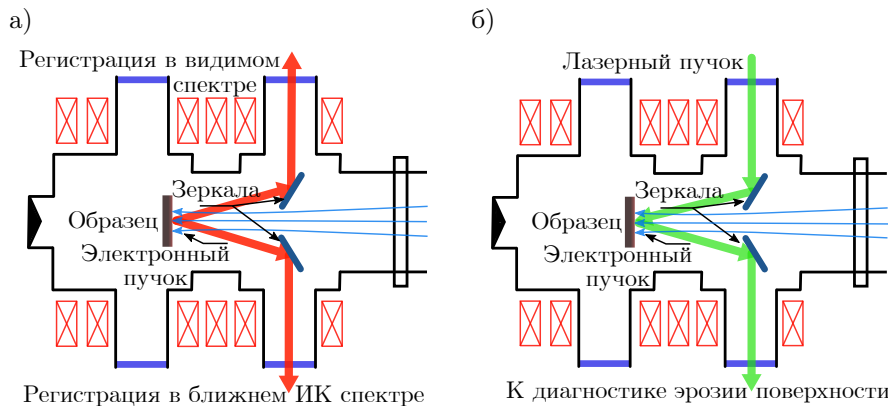 а)
Регистрация в видимом
спектре
Зеркала
Образец
Электронный
пучок
Регистрация в ближнем ИК спектре
б)
Лазерный пучок
Зеркала
Образец
Электронный
пучок
К диагностике эрозии поверхности